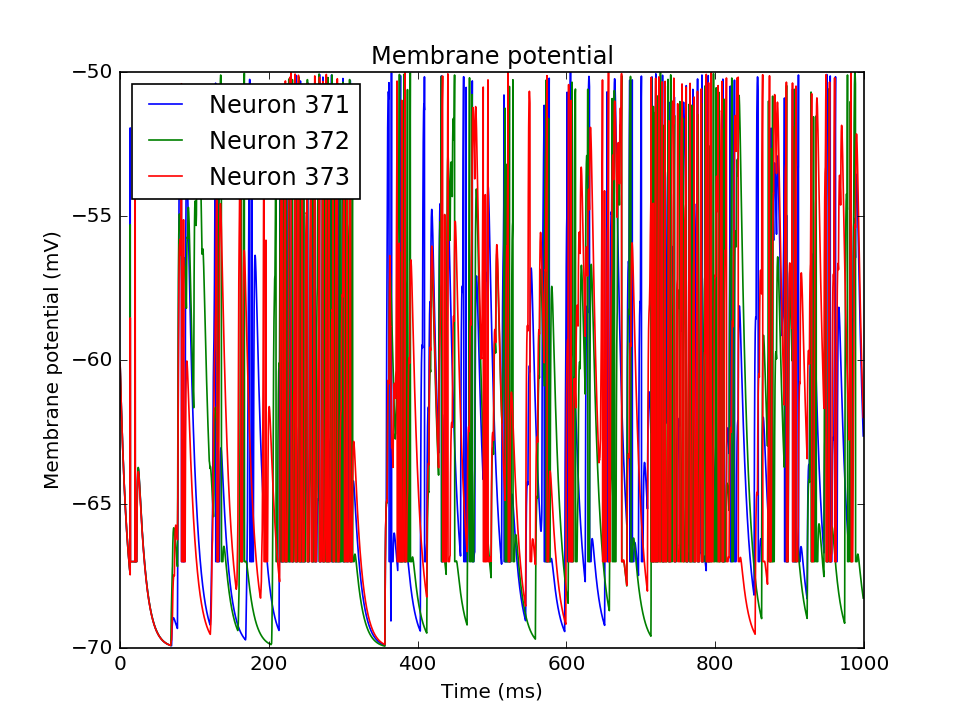 Membrane potential
Neuron 371
Neuron 372
Neuron 373
Membrane potential (mV)
−50
−55
−60
−65
−70
0 200 400 600 800 1000
Time (ms)